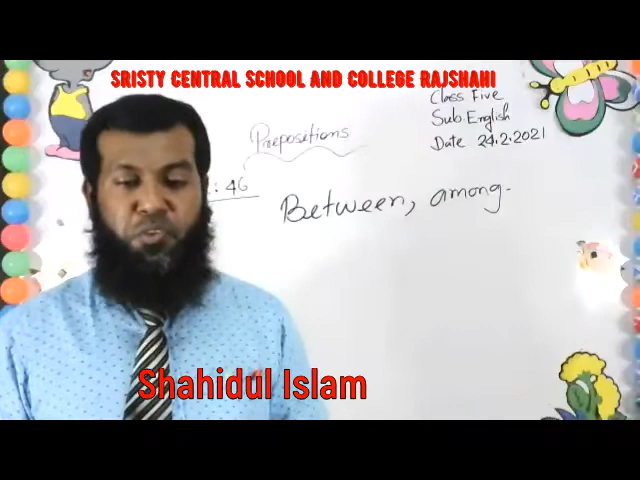 SRISTY CENTRAL SCHOOL AND COLLEGE RAJSHAHI
Class Five
Sub. English
Date 24.2.2021
Prepositions
: 46
Between, among.
Shahidul Islam